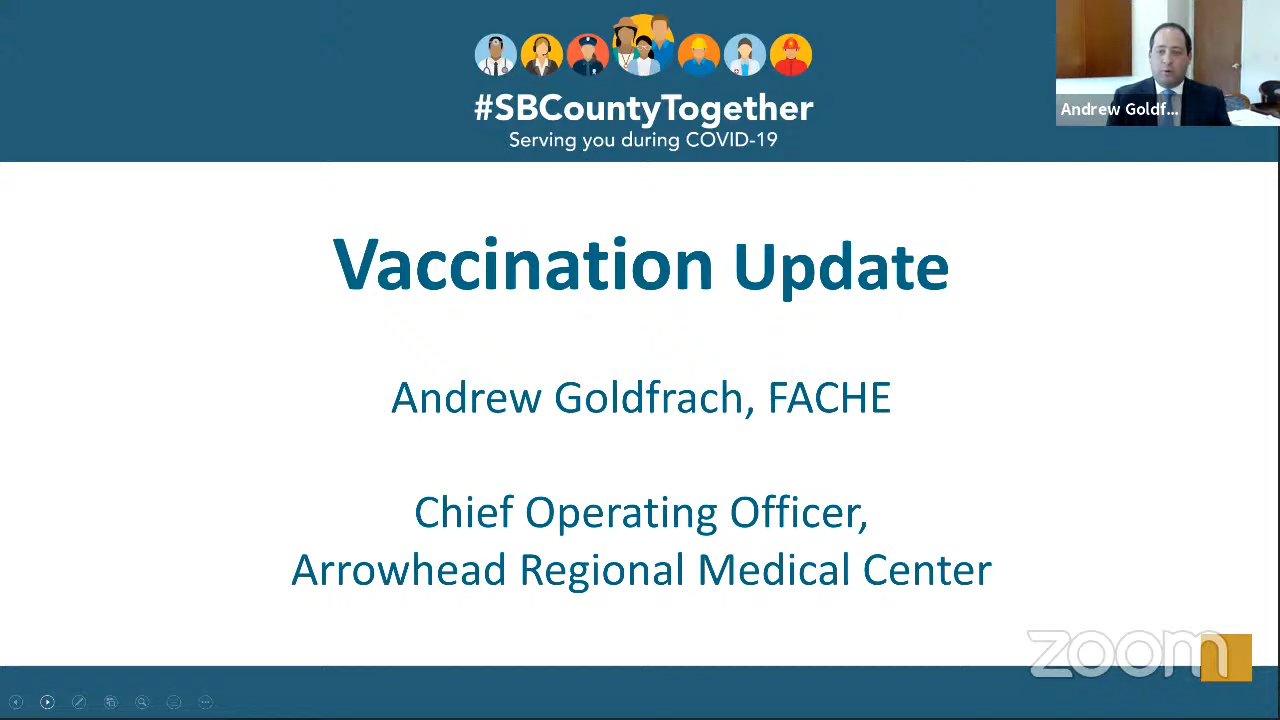 #SBCountyTogether
Serving you during COVID-19
Andrew Goldf...
Vaccination Update
Andrew Goldfrach, FACHE
Chief Operating Officer,
Arrowhead Regional Medical Center
zoom